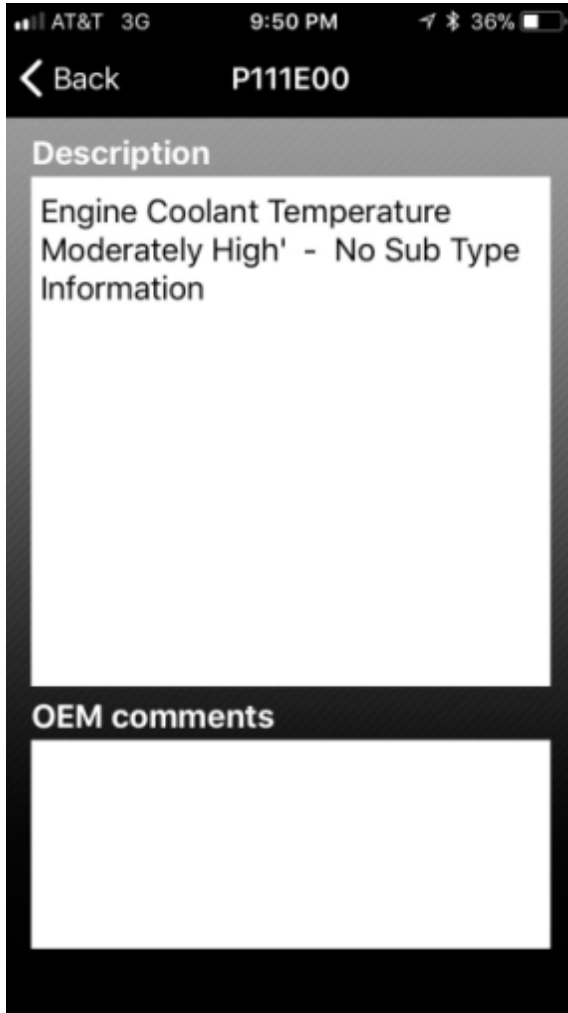 AT&T 3G 9:50 PM 36%
Back P111E00
Description
Engine Coolant Temperature
Moderately High' - No Sub Type
Information
OEM comments